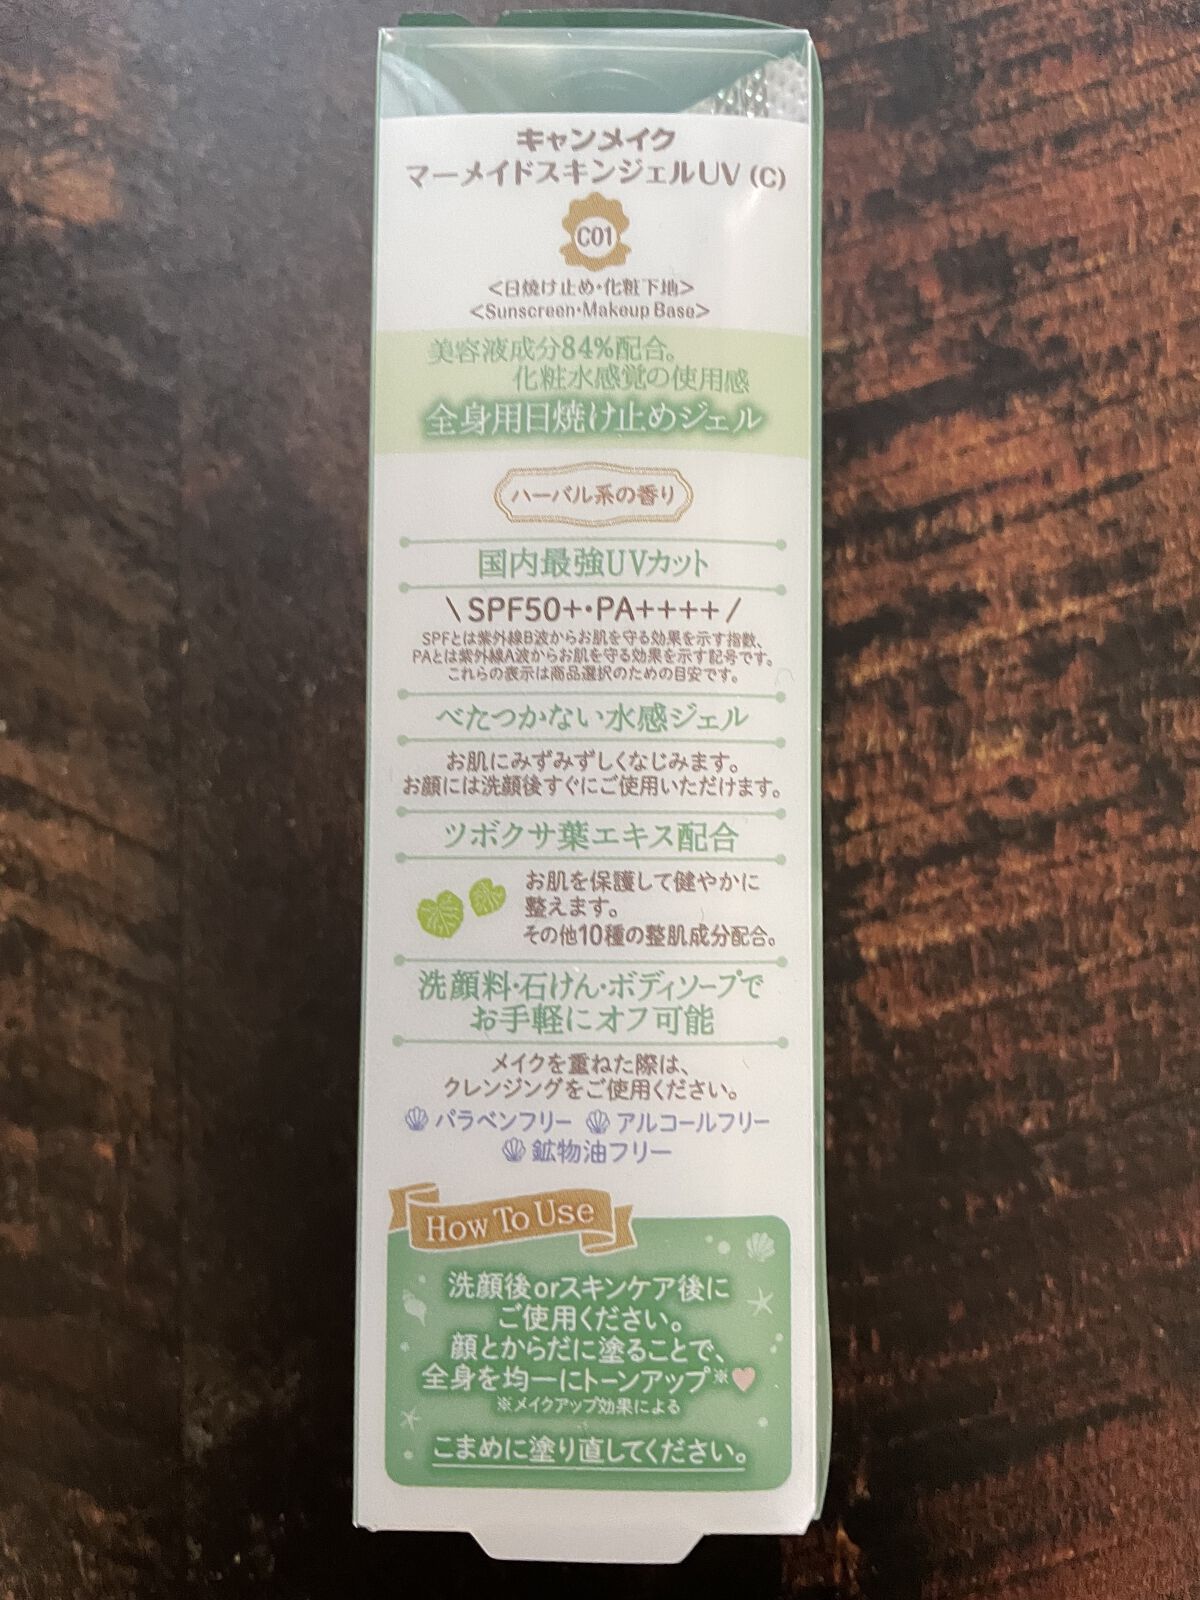 キャンメイク
マーメイドスキンジェルUV (C)
C01
<日焼け止め・化粧下地>
<Sunscreen・Makeup Base>
美容液成分84%配合。
化粧水感覚の使用感
全身用日焼け止めジェル
ハーバル系の香り
国内最強UVカット
\ SPF50+・PA++++ /
SPFとは紫外線B波からお肌を守る効果を示す指数、
PAとは紫外線A波からお肌を守る効果を示す記号です。
これらの表示は商品選択のための目安です。
べたつかない水感ジェル
お肌にみずみずしくなじみます。
お顔には洗顔後すぐにご使用いただけます。
ツボクサ葉エキス配合
お肌を保護して健やかに
整えます。
その他10種の整肌成分配合。
洗顔料・石けん・ボディソープで
お手軽にオフ可能
メイクを重ねた際は、
クレンジングをご使用ください。
パラベンフリー アルコールフリー
鉱物油フリー
How To Use
洗顔後orスキンケア後に
ご使用ください。
顔とからだに塗ることで、
全身を均一にトーンアップ※
※メイクアップ効果による
こまめに塗り直してください。